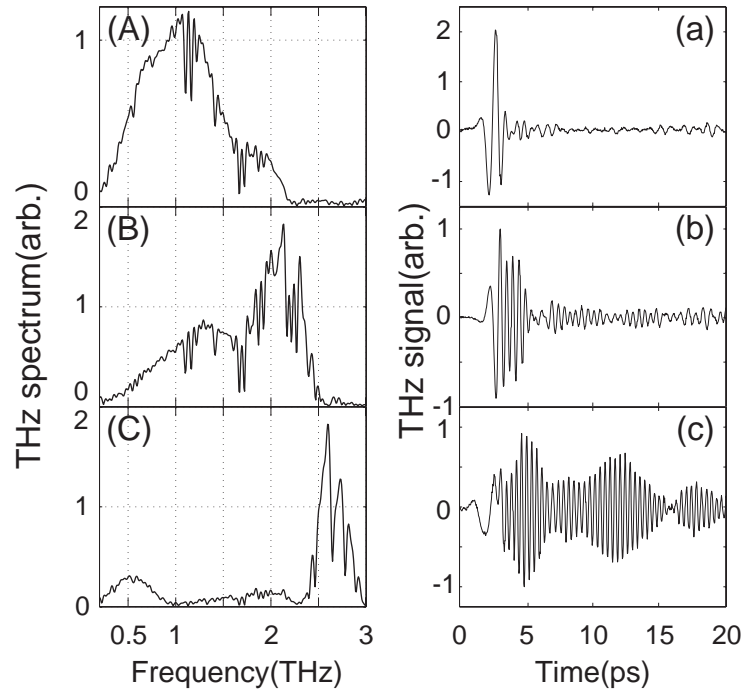 (A)
1
0
(B)
2
1
0
(C)
2
1
0
0.5 1 2 3
Frequency(THz)
THz spectrum(arb.)
(a)
2
1
0
-1
(b)
1
0
-1
(c)
1
0
-1
0 5 10 15 20
Time(ps)
THz signal(arb.)